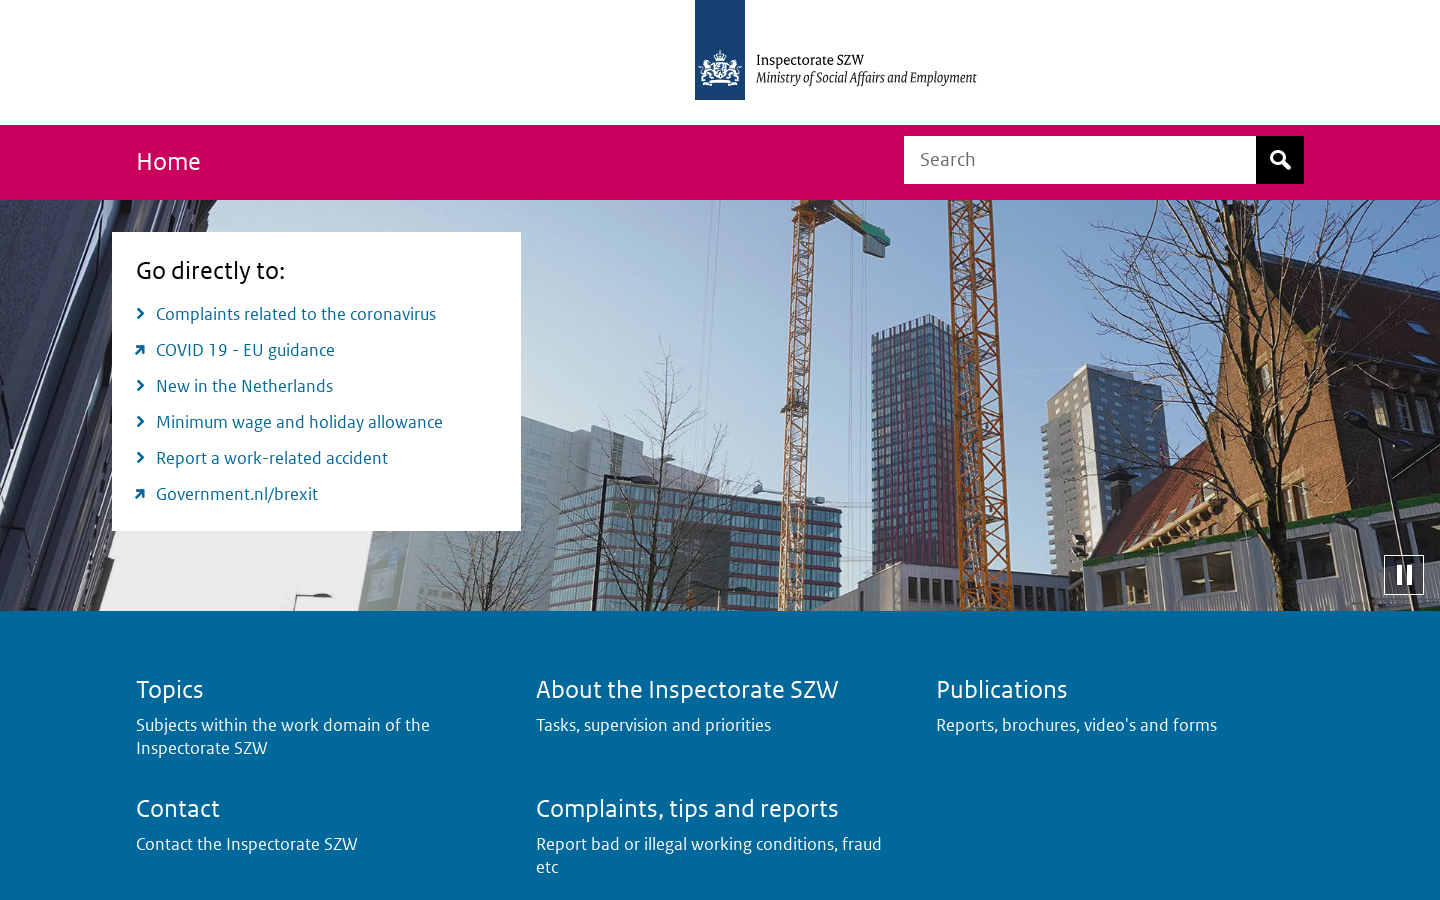 Inspectorate SZW
Ministry of Social Affairs and Employment
Home
Search
Go directly to:
Complaints related to the coronavirus
COVID 19 - EU guidance
New in the Netherlands
Minimum wage and holiday allowance
Report a work-related accident
Government.nl/brexit
Topics
Subjects within the work domain of the
Inspectorate SZW
About the Inspectorate SZW
Tasks, supervision and priorities
Publications
Reports, brochures, video's and forms
Contact
Contact the Inspectorate SZW
Complaints, tips and reports
Report bad or illegal working conditions, fraud
etc